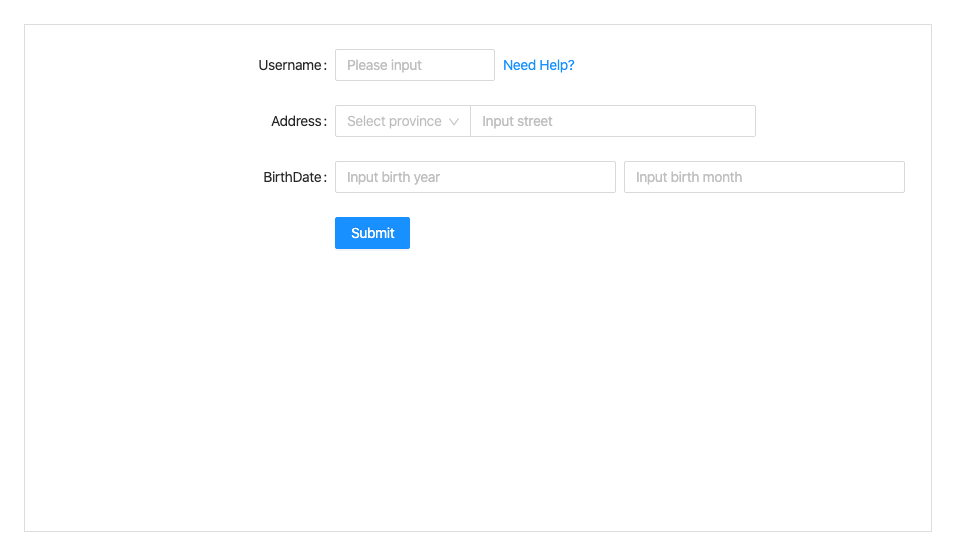 Username: Please input Need Help?
Address: Select province Input street
BirthDate: Input birth year Input birth month
Submit